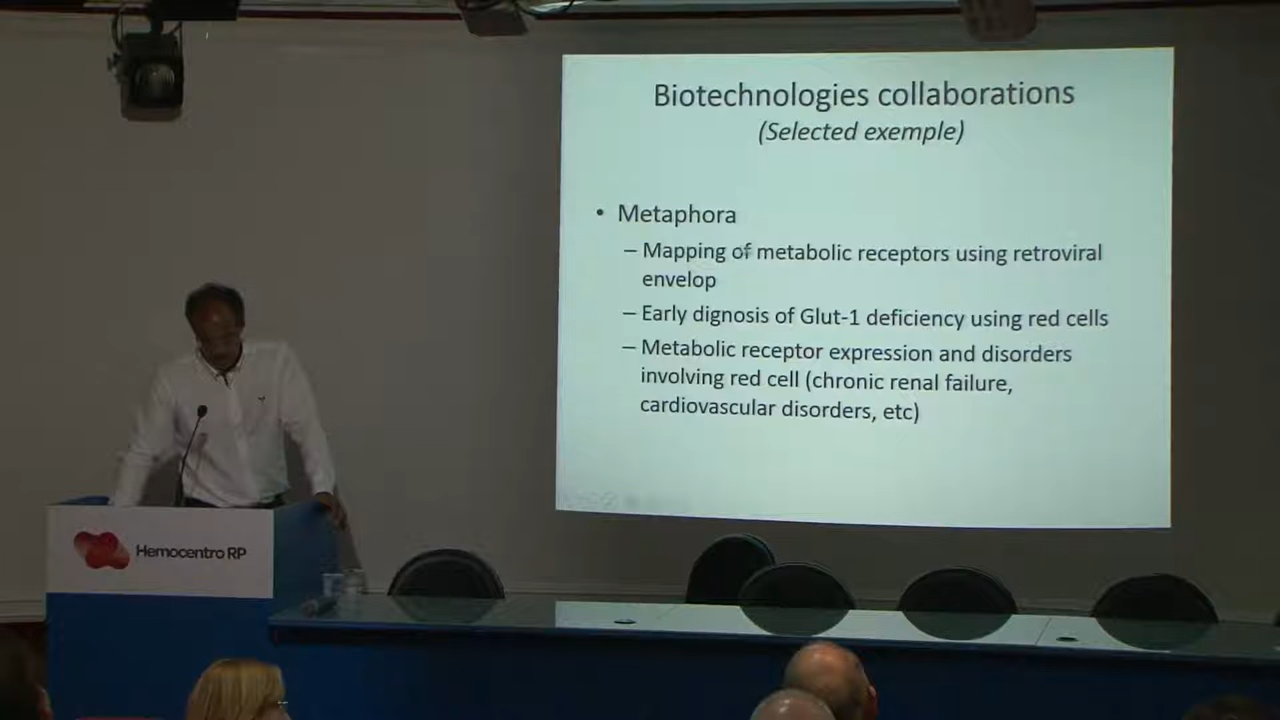 Biotechnologies collaborations
(Selected exemple)
• Metaphora
– Mapping of metabolic receptors using retroviral
envelop
– Early dignosis of Glut-1 deficiency using red cells
– Metabolic receptor expression and disorders
involving red cell (chronic renal failure,
cardiovascular disorders, etc)
Hemocentro RP